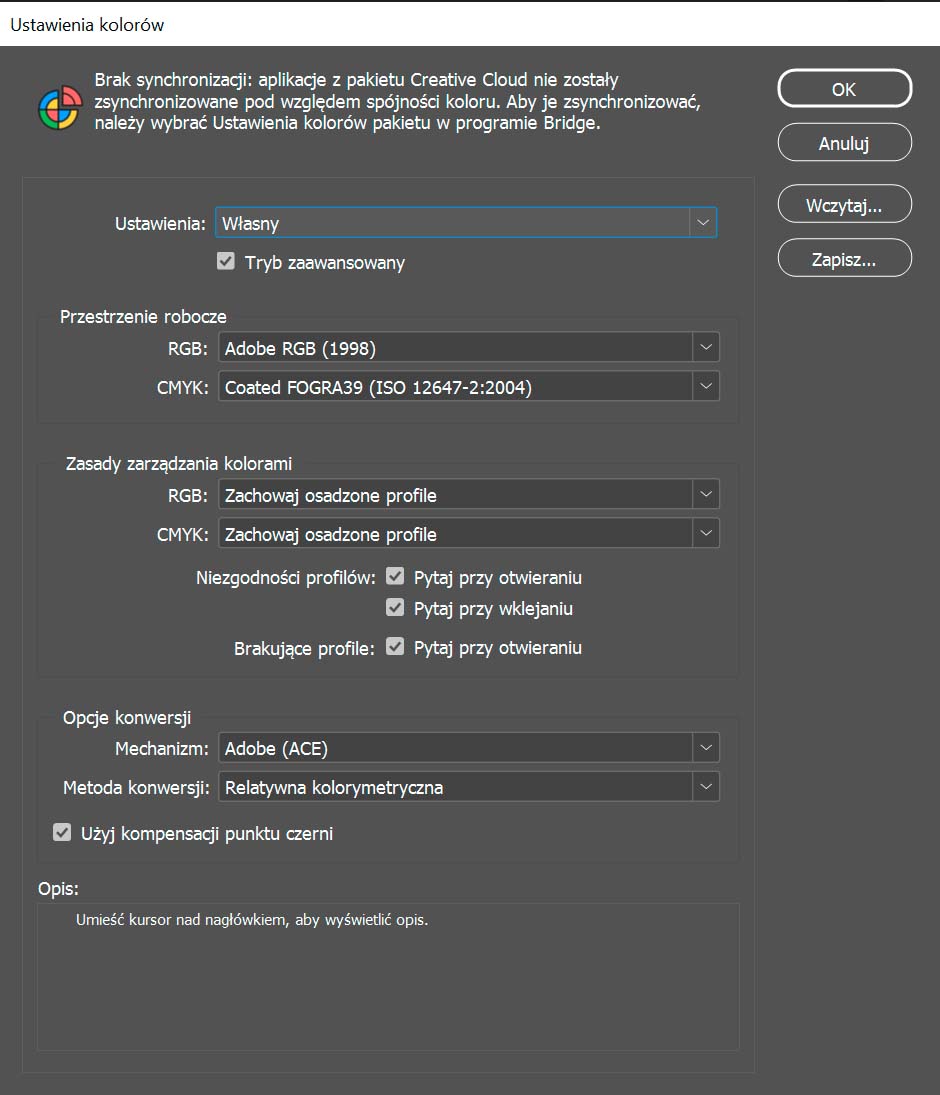 Ustawienia kolorów
Brak synchronizacji: aplikacje z pakietu Creative Cloud nie zostały
zsynchronizowane pod względem spójności koloru. Aby je zsynchronizować,
należy wybrać Ustawienia kolorów pakietu w programie Bridge.
OK
Anuluj
Wczytaj...
Zapisz...
Ustawienia: Własny
Tryb zaawansowany
Przestrzenie robocze
RGB: Adobe RGB (1998)
CMYK: Coated FOGRA39 (ISO 12647-2:2004)
Zasady zarządzania kolorami
RGB: Zachowaj osadzone profile
CMYK: Zachowaj osadzone profile
Niezgodności profilów: Pytaj przy otwieraniu
Pytaj przy wklejaniu
Brakujące profile: Pytaj przy otwieraniu
Opcje konwersji
Mechanizm: Adobe (ACE)
Metoda konwersji: Relatywna kolorymetryczna
Użyj kompensacji punktu czerni
Opis:
Umieść kursor nad nagłówkiem, aby wyświetlić opis.